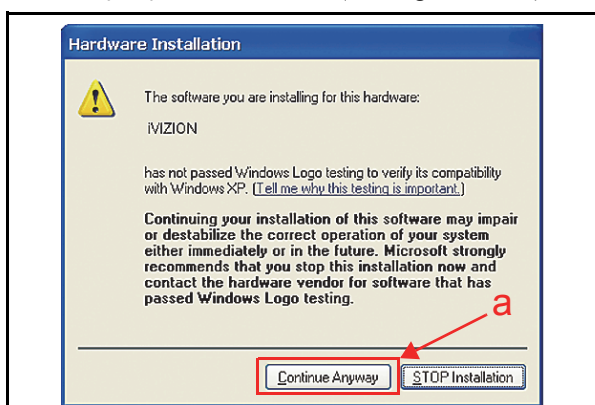 Hardware Installation
The software you are installing for this hardware:
iVIZION
has not passed Windows Logo testing to verify its compatibility
with Windows XP. (Tell me why this testing is important.)
Continuing your installation of this software may impair
or destabilize the correct operation of your system
either immediately or in the future. Microsoft strongly
recommends that you stop this installation now and
contact the hardware vendor for software that has
passed Windows Logo testing.
a
Continue Anyway
STOP Installation